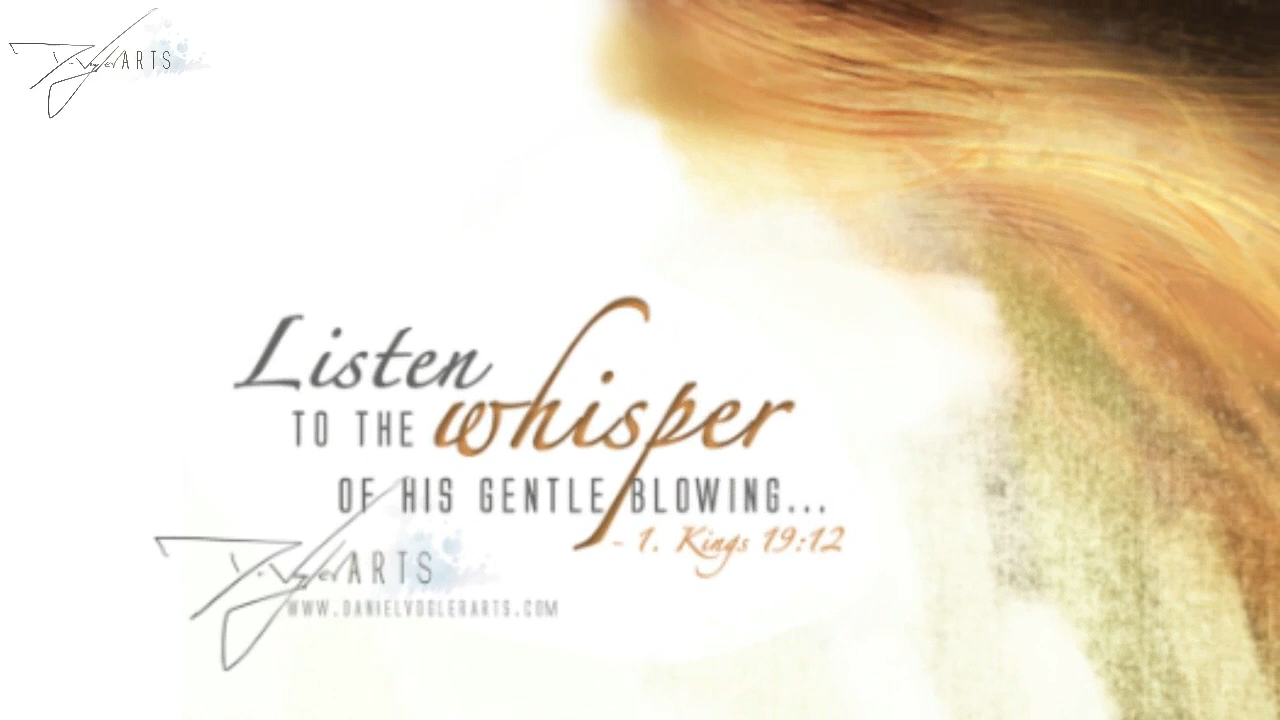 ARTS
Listen
TO THE whisper
OF HIS GENTLE BLOWING...
- 1. Kings 19:12
ARTS
WWW.DANIELVOGLERARTS.COM